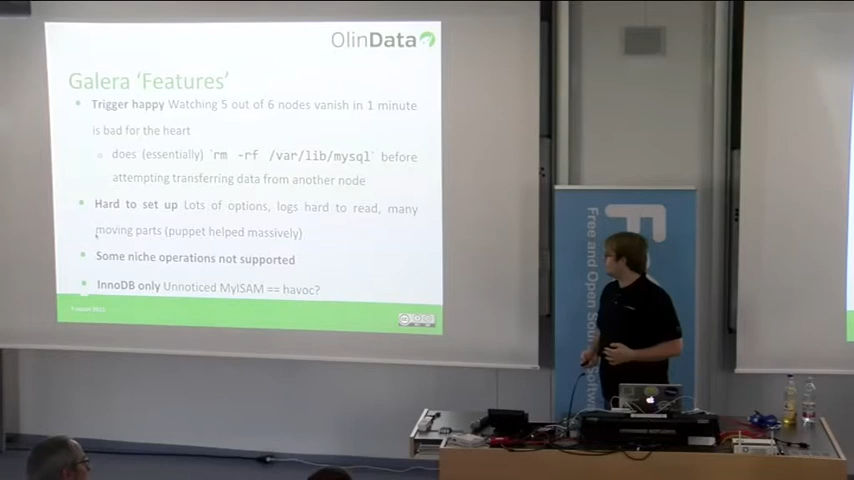 OlinData
Galera 'Features'
• Trigger happy Watching 5 out of 6 nodes vanish in 1 minute
is bad for the heart
○ does (essentially) `rm -rf /var/lib/mysql` before
attempting transferring data from another node
• Hard to set up Lots of options, logs hard to read, many
moving parts (puppet helped massively)
• Some niche operations not supported
• InnoDB only Unnoticed MyISAM == havoc?
Free and